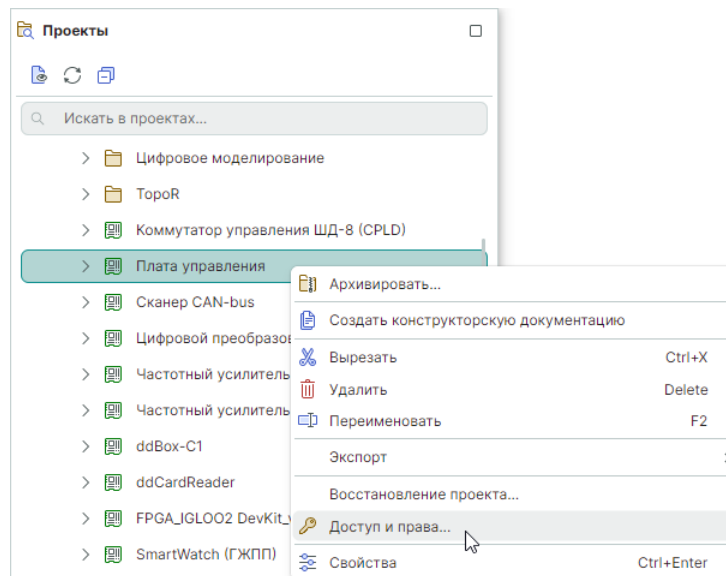 Проекты
Искать в проектах...
Цифровое моделирование
TopoR
Коммутатор управления ШД-8 (CPLD)
Плата управления
Архивировать...
Сканер CAN-bus
Создать конструкторскую документацию
Цифровой преобразов
Вырезать Ctrl+X
Частотный усилитель
Удалить Delete
Частотный усилитель
Переименовать F2
ddBox-C1
Экспорт
ddCardReader
Восстановление проекта...
FPGA_IGLOO2 DevKit_
Доступ и права...
SmartWatch (ГЖПП)
Свойства Ctrl+Enter